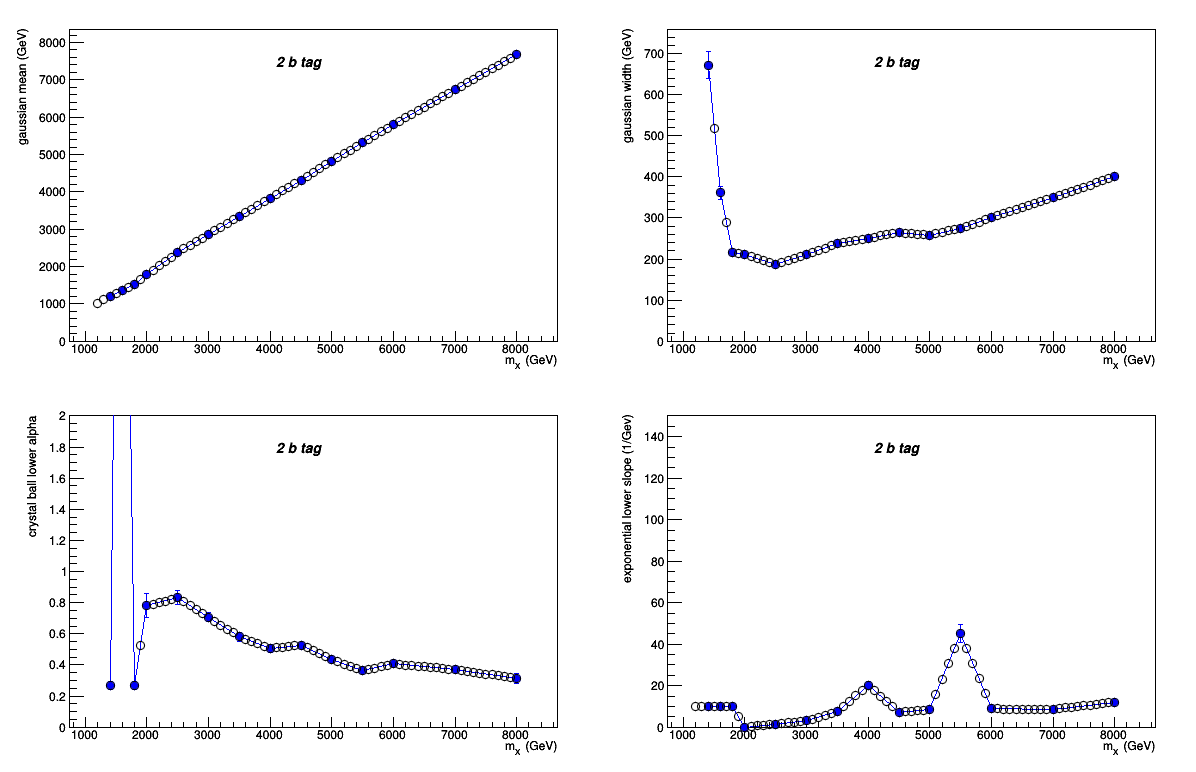 gaussian mean (GeV)
2 b tag
8000
7000
6000
5000
4000
3000
2000
1000
0
1000 2000 3000 4000 5000 6000 7000 8000
mx (GeV)
gaussian width (GeV)
2 b tag
700
600
500
400
300
200
100
0
1000 2000 3000 4000 5000 6000 7000 8000
mx (GeV)
crystal ball lower alpha
2 b tag
2
1.8
1.6
1.4
1.2
1
0.8
0.6
0.4
0.2
0
1000 2000 3000 4000 5000 6000 7000 8000
mx (GeV)
exponential lower slope (1/Gev)
2 b tag
140
120
100
80
60
40
20
0
1000 2000 3000 4000 5000 6000 7000 8000
mx (GeV)